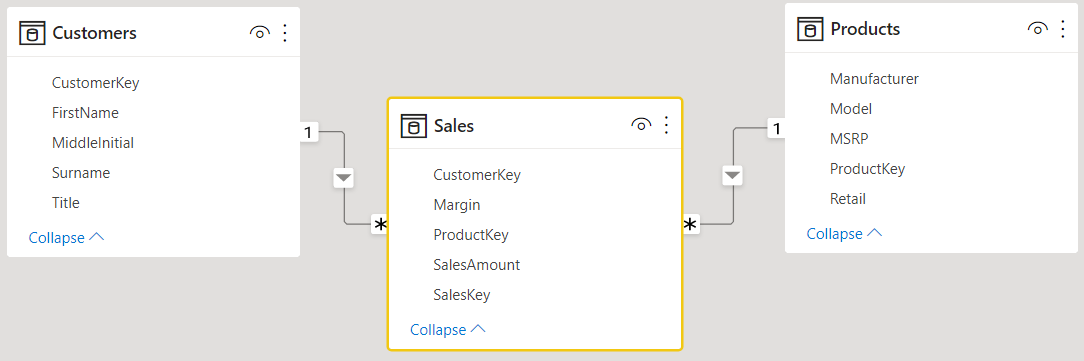 Customers
CustomerKey
FirstName
MiddleInitial
Surname
Title
Collapse
1
*
Sales
CustomerKey
Margin
ProductKey
SalesAmount
SalesKey
Collapse
*
1
Products
Manufacturer
Model
MSRP
ProductKey
Retail
Collapse